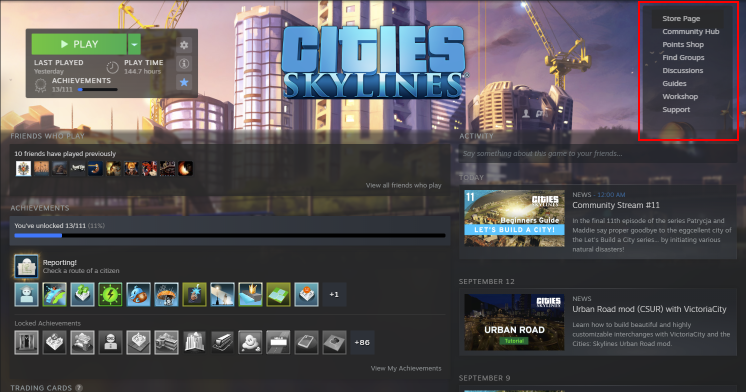 PLAY
LAST PLAYED
Yesterday
PLAY TIME
144.7 hours
ACHIEVEMENTS
13/111
CITIES
SKYLINES
Store Page
Community Hub
Points Shop
Find Groups
Discussions
Guides
Workshop
Support
FRIENDS WHO PLAY
10 friends have played previously
View all friends who play
ACHIEVEMENTS
You've unlocked 13/111 (11%)
Reporting!
Check a route of a citizen
+1
Locked Achievements
+86
View My Achievements
TRADING CARDS ?
ACTIVITY
Say something about this game to your friends...
TODAY
11
CITIES
SKYLINES
Beginners Guide
LET'S BUILD A CITY!
NEWS - 12:00 AM
Community Stream #11
In the final 11th episode of the series Patrycja and
Maddie say proper goodbye to the eggcellent city of
the Let's Build a City series... by initiating various
natural disasters!
SEPTEMBER 12
CITIES
SKYLINES
URBAN ROAD
Tutorial
NEWS
Urban Road mod (CSUR) with VictoriaCity
Learn how to build beautiful and highly
customizable interchanges with VictoriaCity and the
Cities: Skylines Urban Road mod.
SEPTEMBER 9